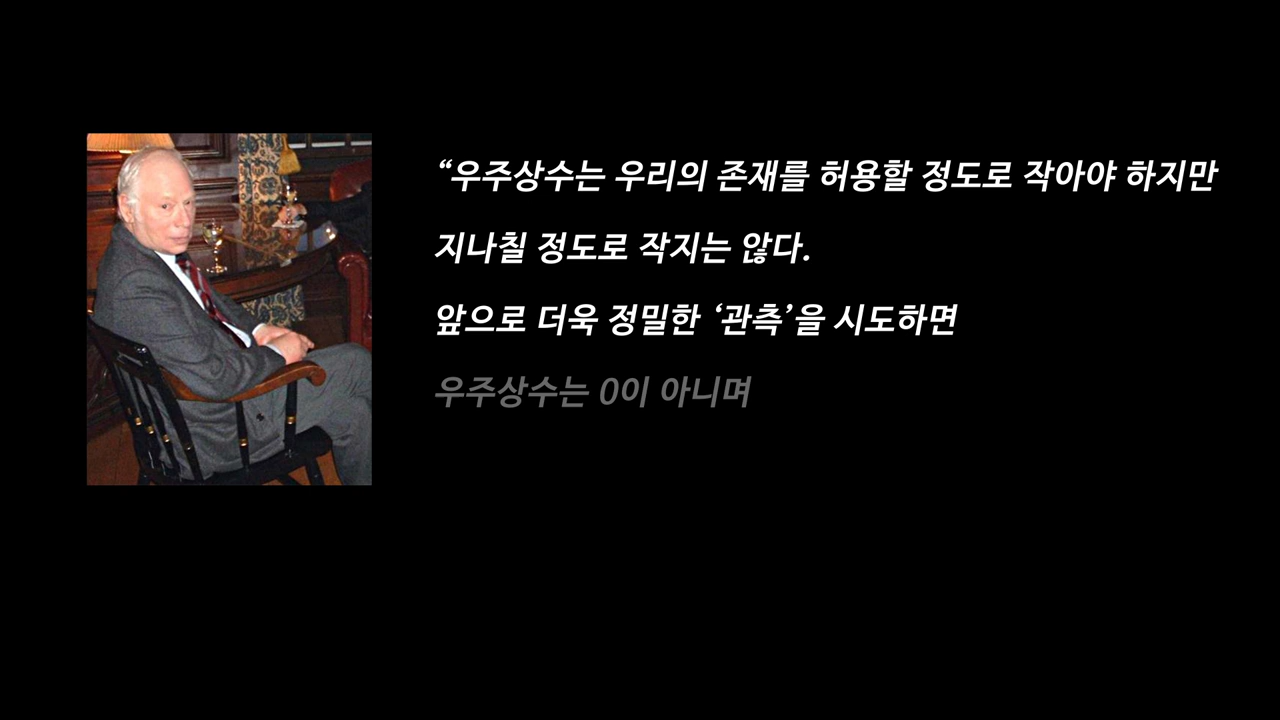 “우주상수는 우리의 존재를 허용할 정도로 작아야 하지만
지나칠 정도로 작지는 않다.
앞으로 더욱 정밀한 ‘관측’을 시도하면
우주상수는 0이 아니며